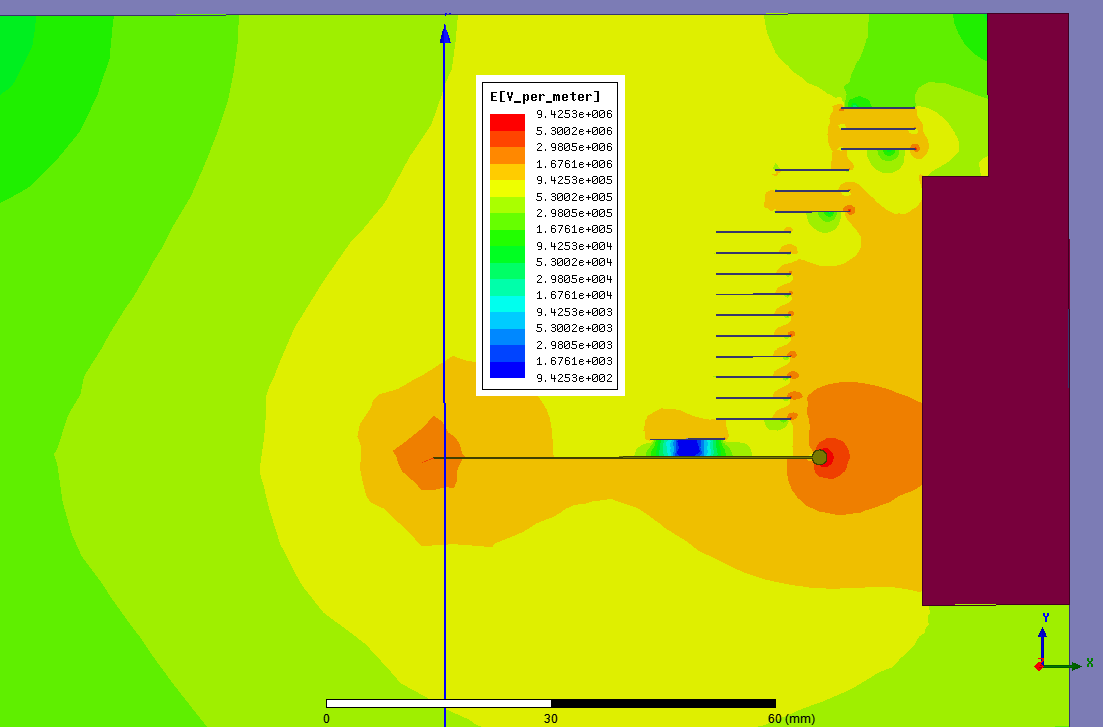 E[V_per_meter]
9.4253e+006
5.3002e+006
2.9805e+006
1.6761e+006
9.4253e+005
5.3002e+005
2.9805e+005
1.6761e+005
9.4253e+004
5.3002e+004
2.9805e+004
1.6761e+004
9.4253e+003
5.3002e+003
2.9805e+003
1.6761e+003
9.4253e+002
Y
X
0 30 60 (mm)